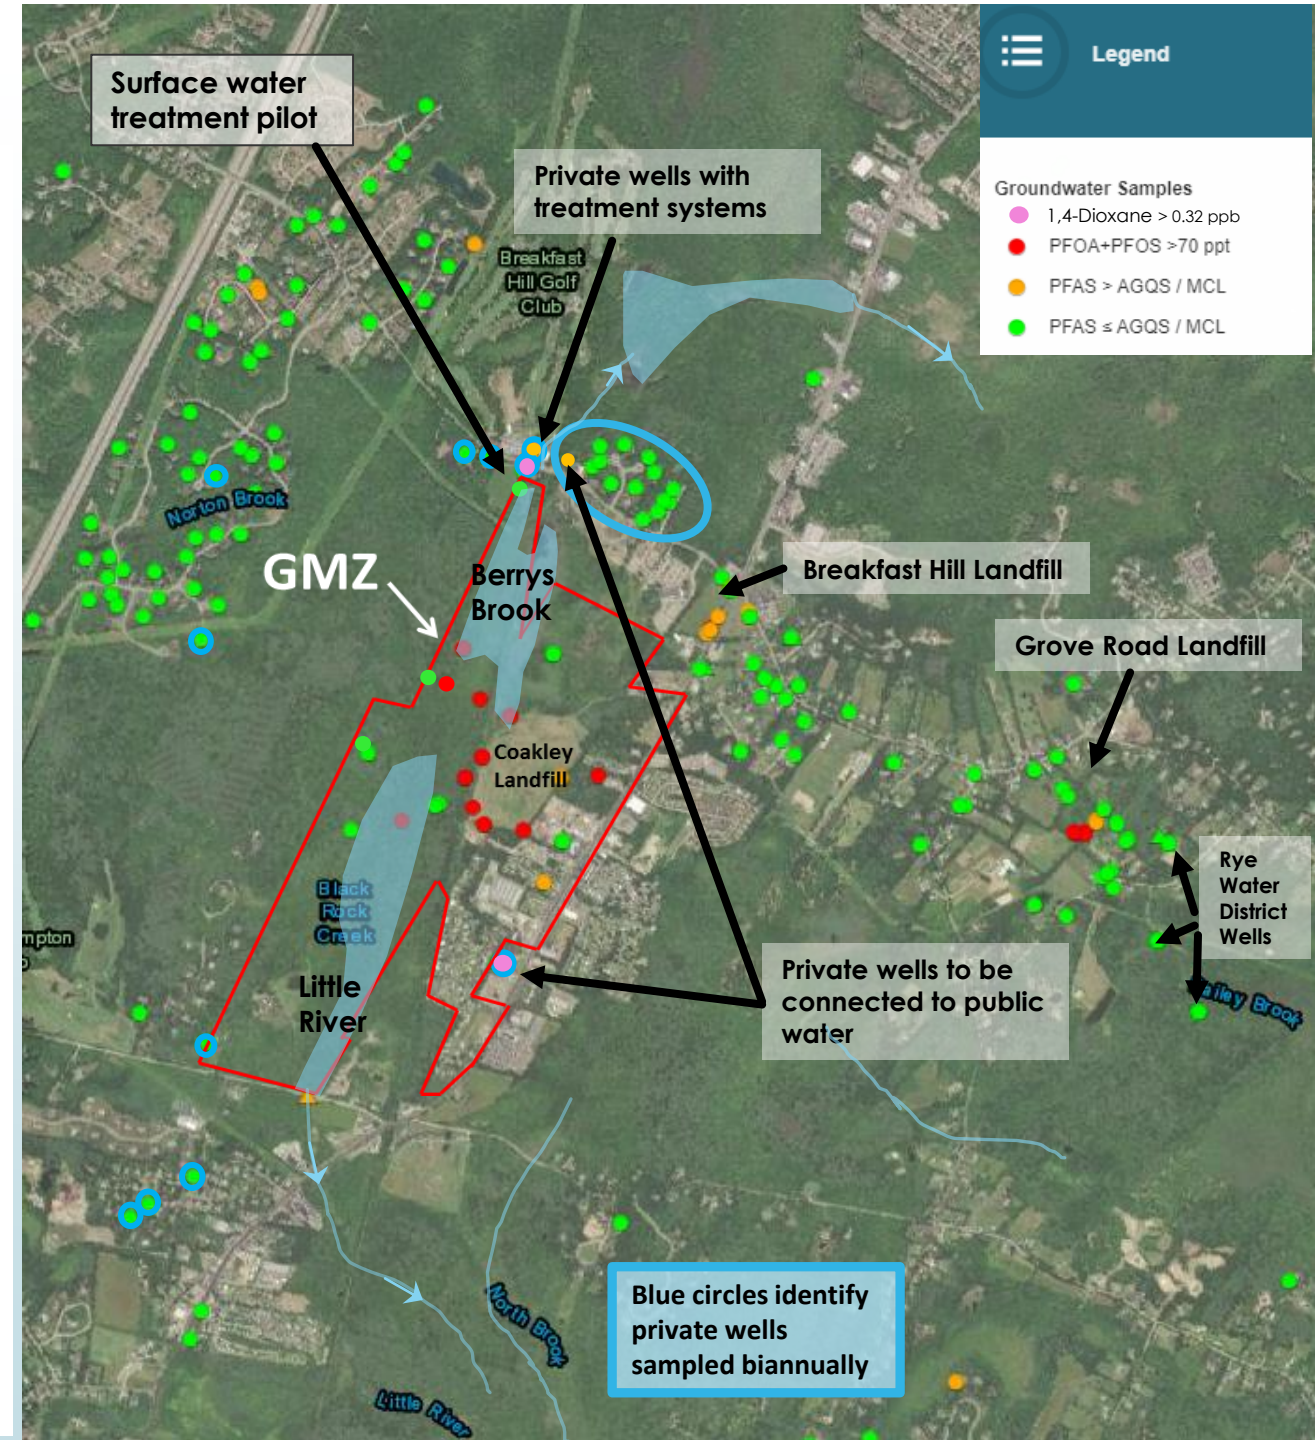 Legend
Groundwater Samples
1,4-Dioxane > 0.32 ppb
PFOA+PFOS >70 ppt
PFAS > AGQS / MCL
PFAS ≤ AGQS / MCL
Surface water
treatment pilot
Private wells with
treatment systems
Breakfast
Hill Golf
Club
Norton Brook
GMZ
Berrys
Brook
Breakfast Hill Landfill
Grove Road Landfill
Coakley
Landfill
Rye
Water
District
Wells
Black
Rock
Creek
mpton
Little
River
Private wells to be
connected to public
water
ailey Brook
Blue circles identify
private wells
sampled biannually
North Brook
Little River